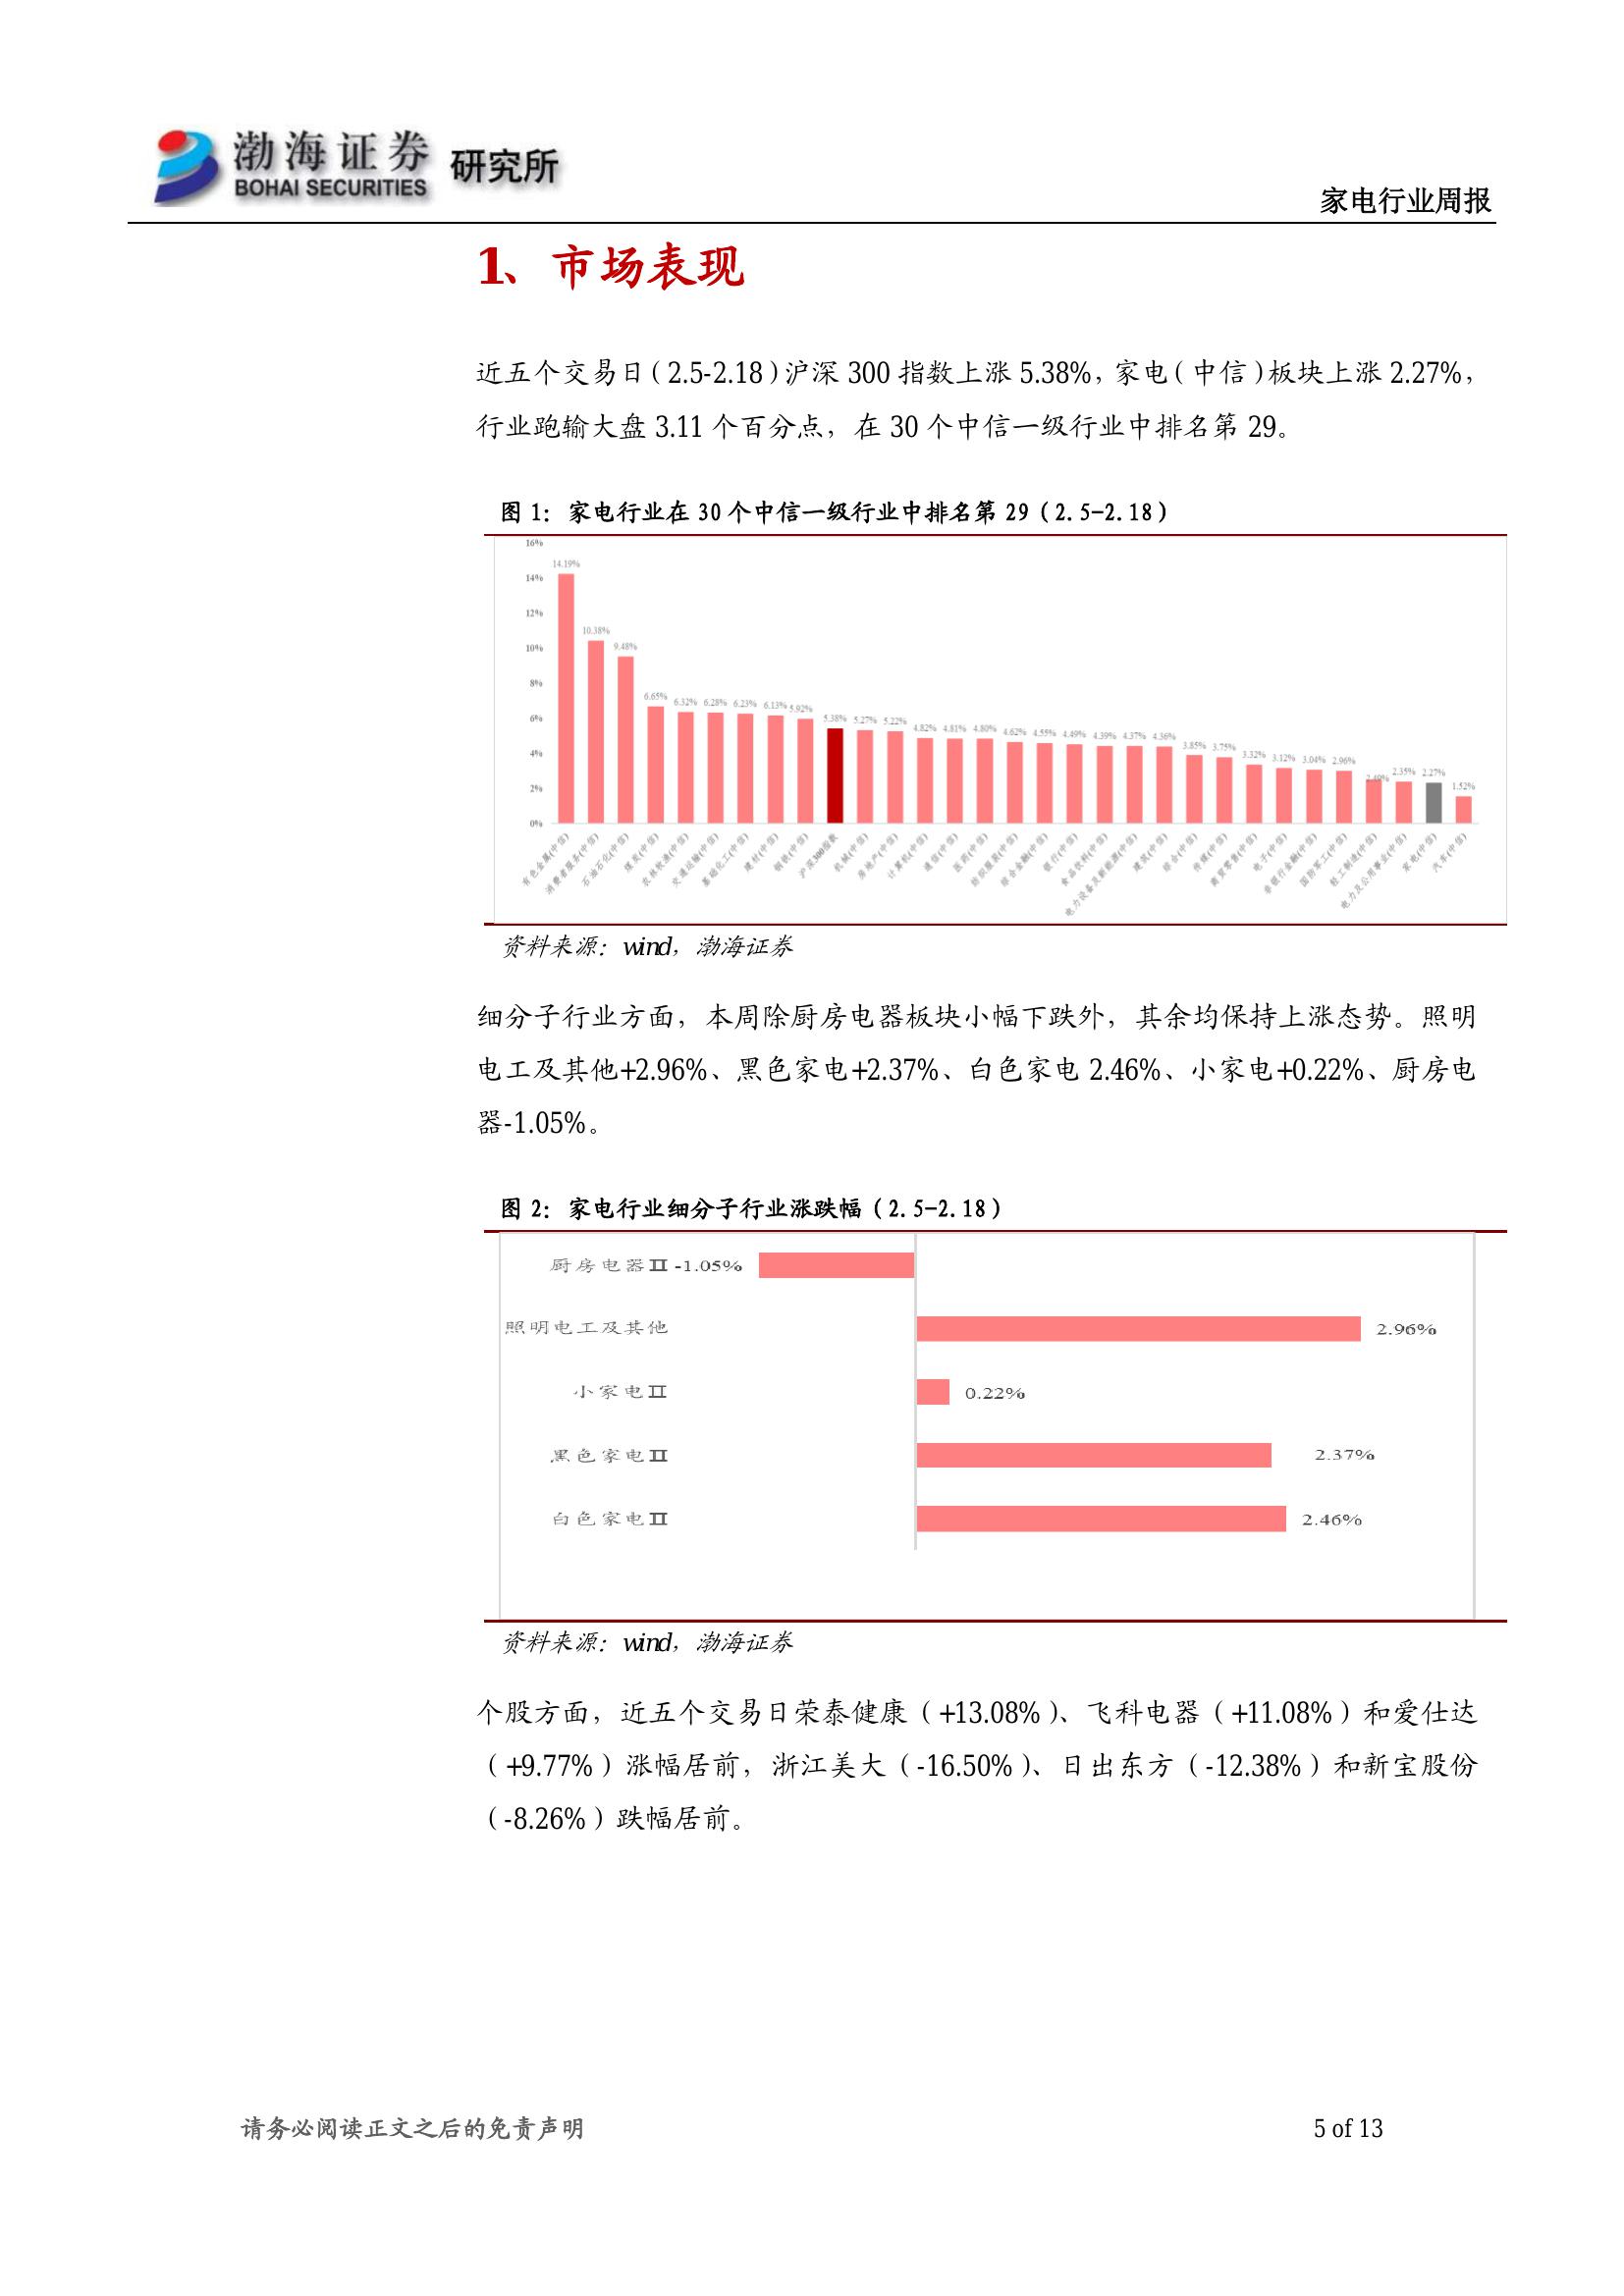 渤海证券 研究所
BOHAI SECURITIES
家电行业周报
1、市场表现
近五个交易日（2.5-2.18）沪深 300 指数上涨 5.38%，家电（中信）板块上涨 2.27%，
行业跑输大盘 3.11 个百分点，在 30 个中信一级行业中排名第 29。
图 1：家电行业在 30 个中信一级行业中排名第 29（2.5-2.18）
16%
14%
12%
10%
8%
6%
4%
2%
0%
14.19% 10.38% 9.48% 6.65% 6.32% 6.28% 6.23% 6.13% 5.92% 5.38% 5.27% 5.22% 4.82% 4.81% 4.80% 4.62% 4.55% 4.49% 4.39% 4.37% 4.36% 3.85% 3.75% 3.32% 3.12% 3.04% 2.96% 2.49% 2.35% 2.27% 1.52%
有色金属(中信) 消费者服务(中信) 石油石化(中信) 煤炭(中信) 农林牧渔(中信) 交通运输(中信) 基础化工(中信) 建材(中信) 钢铁(中信) 沪深300指数 机械(中信) 房地产(中信) 计算机(中信) 通信(中信) 医药(中信) 纺织服装(中信) 综合金融(中信) 银行(中信) 食品饮料(中信) 电力设备及新能源(中信) 建筑(中信) 综合(中信) 传媒(中信) 商贸零售(中信) 电子(中信) 非银行金融(中信) 国防军工(中信) 轻工制造(中信) 电力及公用事业(中信) 家电(中信) 汽车(中信)
资料来源：wind，渤海证券
细分子行业方面，本周除厨房电器板块小幅下跌外，其余均保持上涨态势。照明
电工及其他+2.96%、黑色家电+2.37%、白色家电 2.46%、小家电+0.22%、厨房电
器-1.05%。
图 2：家电行业细分子行业涨跌幅（2.5-2.18）
厨房电器Ⅱ -1.05%
照明电工及其他 2.96%
小家电Ⅱ 0.22%
黑色家电Ⅱ 2.37%
白色家电Ⅱ 2.46%
资料来源：wind，渤海证券
个股方面，近五个交易日荣泰健康（+13.08%）、飞科电器（+11.08%）和爱仕达
（+9.77%）涨幅居前，浙江美大（-16.50%）、日出东方（-12.38%）和新宝股份
（-8.26%）跌幅居前。
请务必阅读正文之后的免责声明
5 of 13